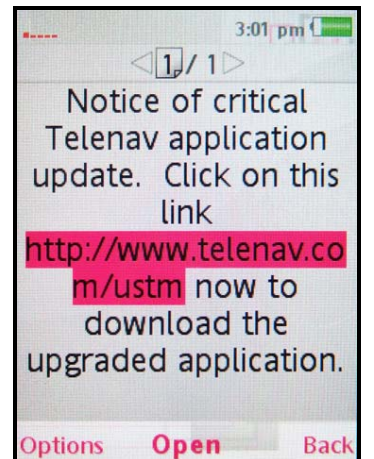 3:01 pm
1 / 1
Notice of critical
Telenav application
update.  Click on this
link
http://www.telenav.co
m/ustm now to
download the
upgraded application.
Options Open Back